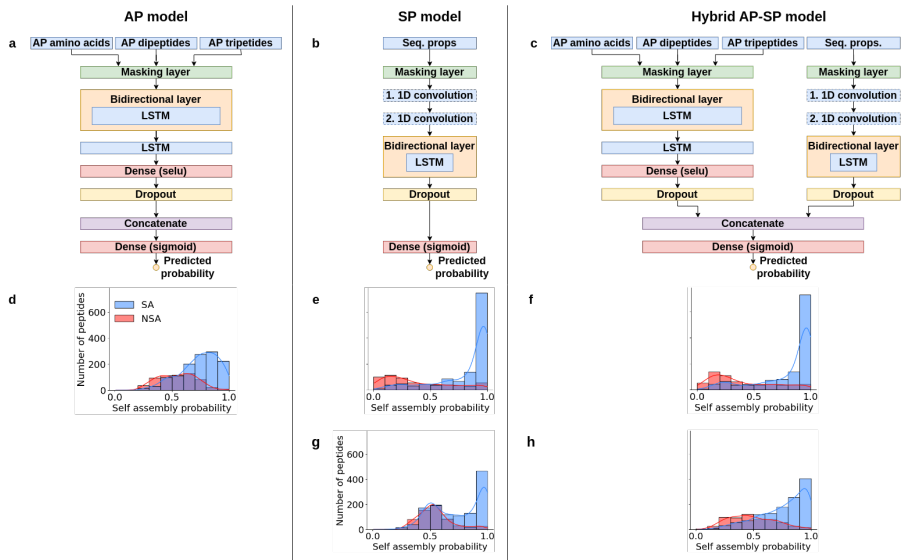 AP model
SP model
Hybrid AP-SP model
a
AP amino acids
AP dipeptides
AP tripetides
b
Seq. props
c
AP amino acids
AP dipeptides
AP tripeptides
Seq. props.
Masking layer
Masking layer
Masking layer
Masking layer
Bidirectional layer
LSTM
1. 1D convolution
2. 1D convolution
Bidirectional layer
LSTM
1. 1D convolution
2. 1D convolution
LSTM
Bidirectional layer
LSTM
LSTM
Bidirectional layer
LSTM
Dense (selu)
Dense (selu)
Dropout
Dropout
Dropout
Dropout
Concatenate
Concatenate
Dense (sigmoid)
Dense (sigmoid)
Dense (sigmoid)
Predicted
probability
Predicted
probability
Predicted
probability
d
SA
NSA
Number of peptides
600
400
200
0
0.0
0.5
1.0
Self assembly probability
e
0.0
0.5
1.0
Self assembly probability
f
0.0
0.5
1.0
Self assembly probability
g
Number of peptides
600
400
200
0
0.0
0.5
1.0
Self assembly probability
h
0.0
0.5
1.0
Self assembly probability